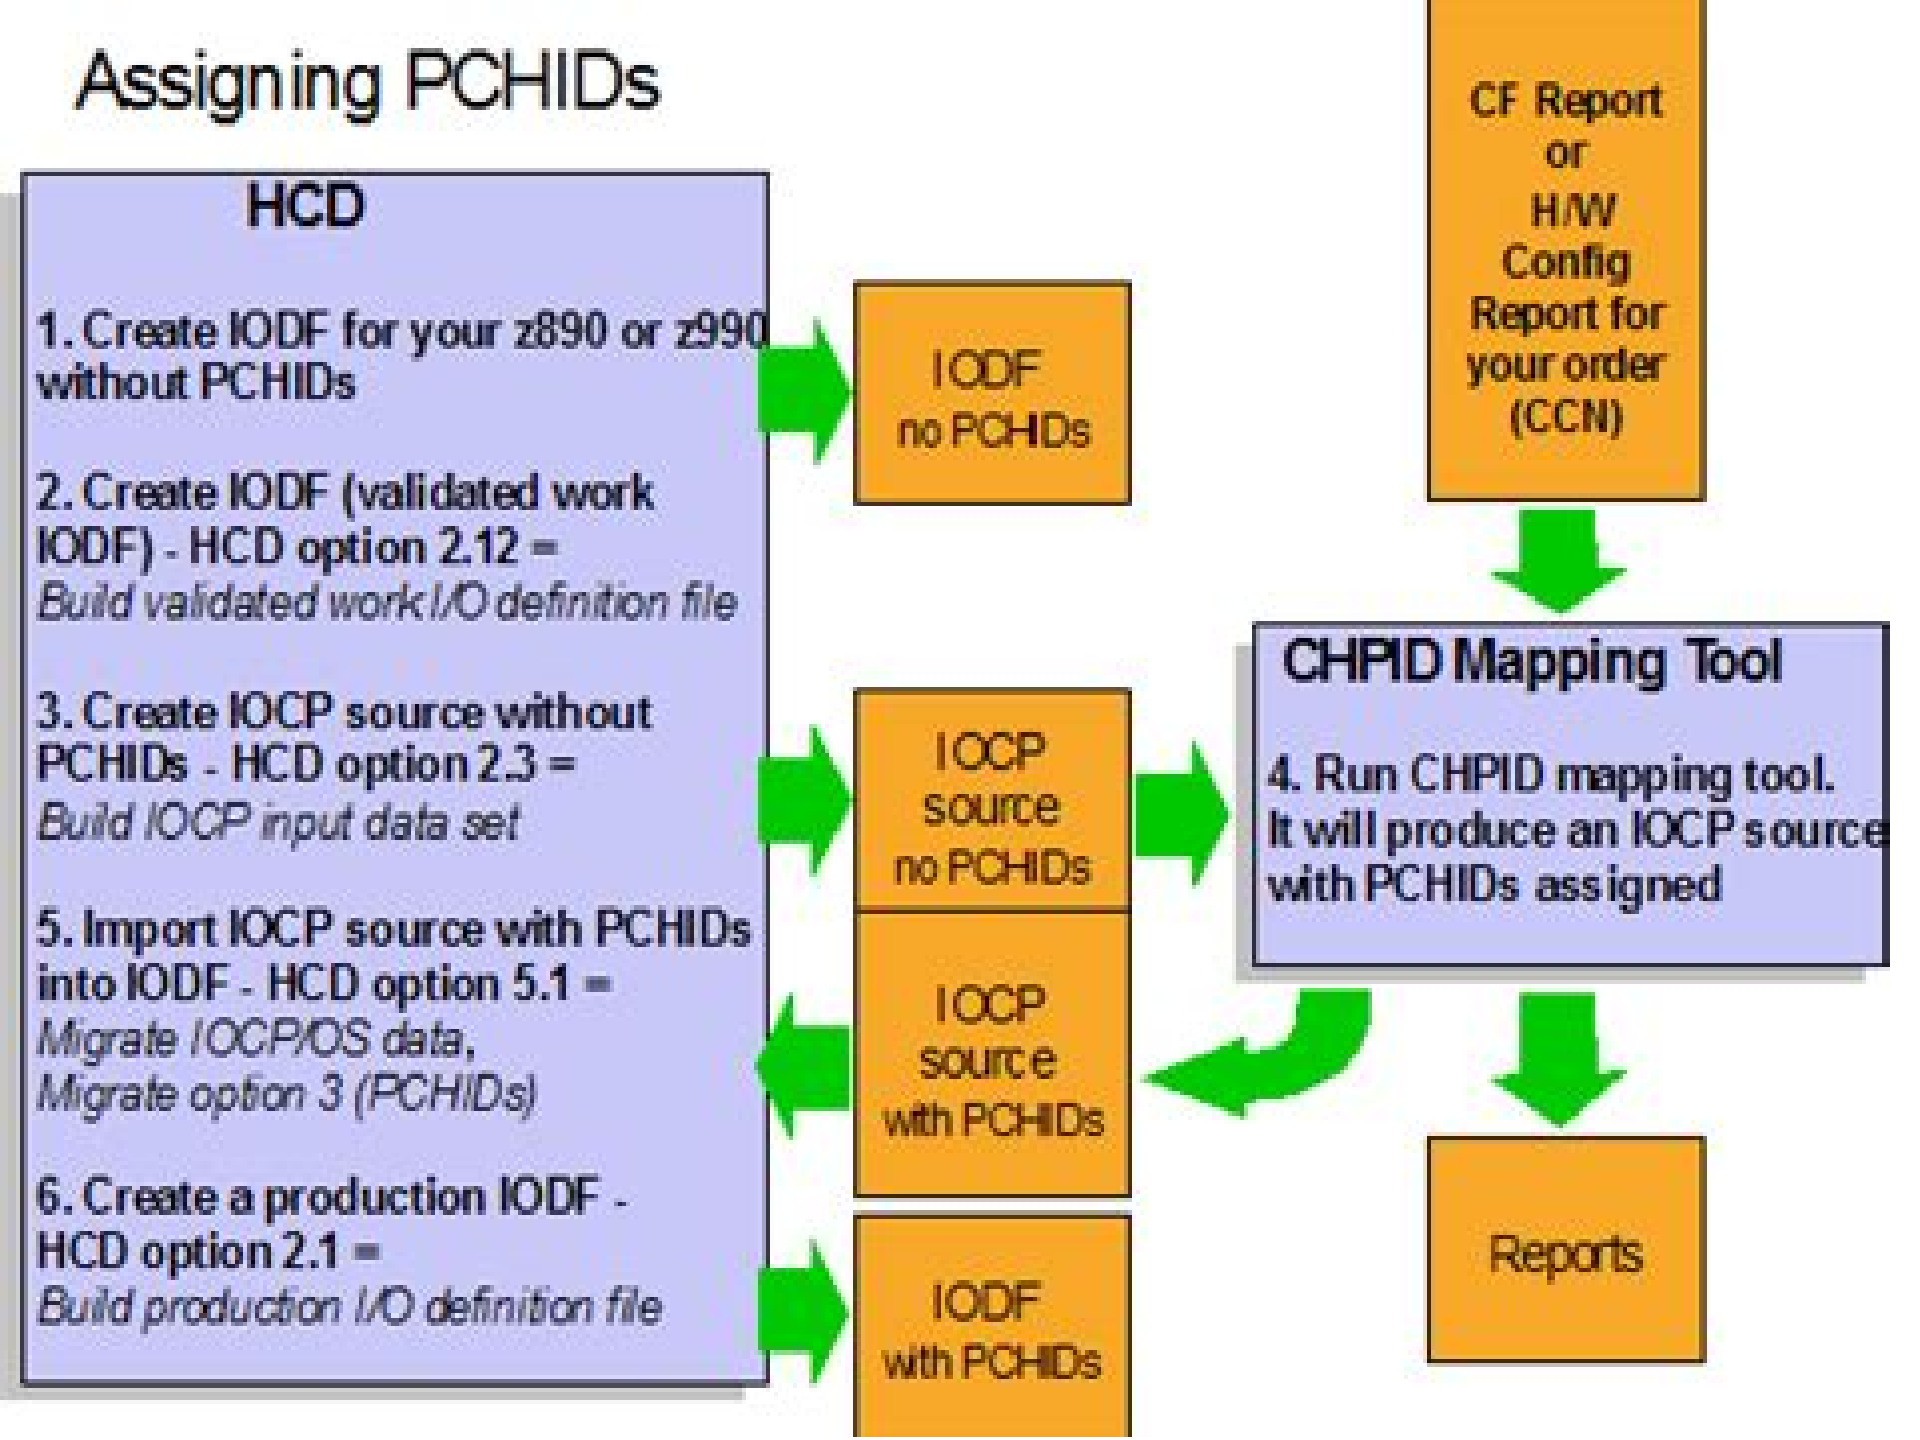 Assigning PCHIDs
HCD
1. Create IODF for your z890 or z990
without PCHIDs
2. Create IODF (validated work
IODF) - HCD option 2.12 =
Build validated work I/O definition file
3. Create IOCP source without
PCHIDs - HCD option 2.3 =
Build IOCP input data set
5. Import IOCP source with PCHIDs
into IODF - HCD option 5.1 =
Migrate IOCP/OS data,
Migrate option 3 (PCHIDs)
6. Create a production IODF -
HCD option 2.1 =
Build production I/O definition file
IODF
no PCHIDs
IOCP
source
no PCHIDs
IOCP
source
with PCHIDs
IODF
with PCHIDs
CF Report
or
H/W
Config
Report for
your order
(CCN)
CHPID Mapping Tool
4. Run CHPID mapping tool.
It will produce an IOCP source
with PCHIDs assigned
Reports